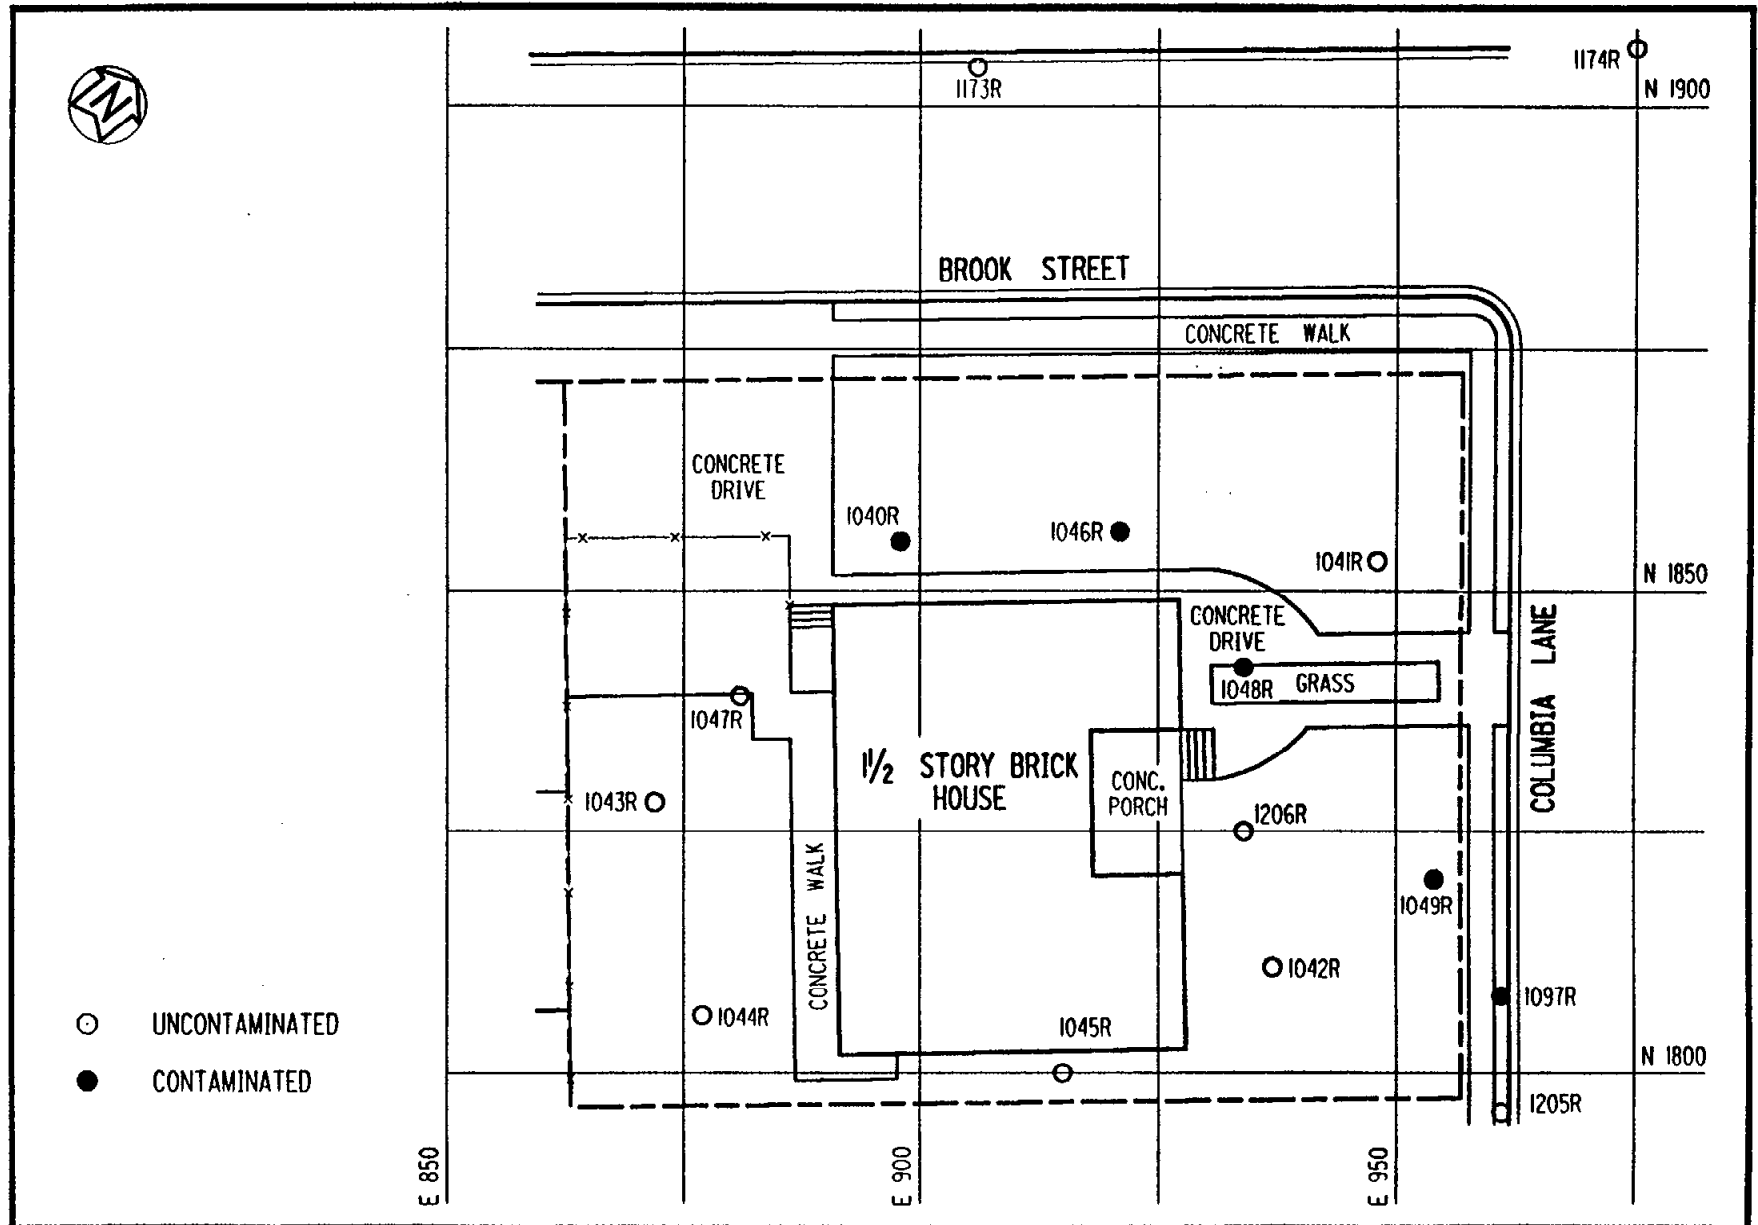 N
1174R
1173R
N 1900
BROOK STREET
CONCRETE WALK
CONCRETE
DRIVE
1040R
1046R
1041R
N 1850
CONCRETE
DRIVE
1048R
GRASS
COLUMBIA LANE
1047R
1½ STORY BRICK
HOUSE
CONC.
PORCH
1043R
1206R
CONCRETE WALK
1049R
1042R
1097R
1044R
1045R
UNCONTAMINATED
CONTAMINATED
N 1800
1205R
E 850
E 900
E 950